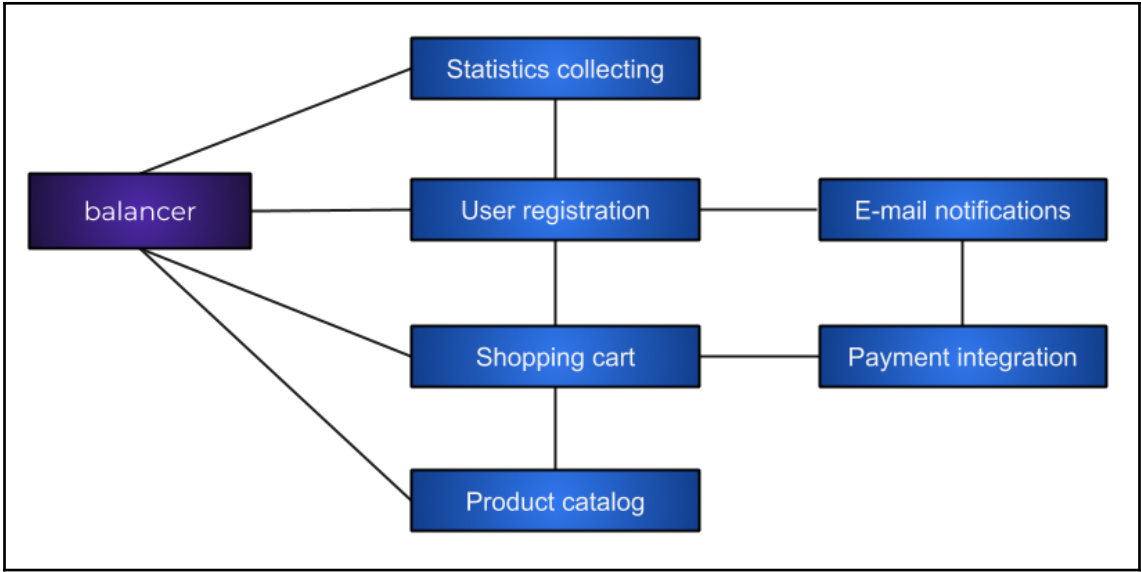 Statistics collecting
balancer
User registration
E-mail notifications
Shopping cart
Payment integration
Product catalog